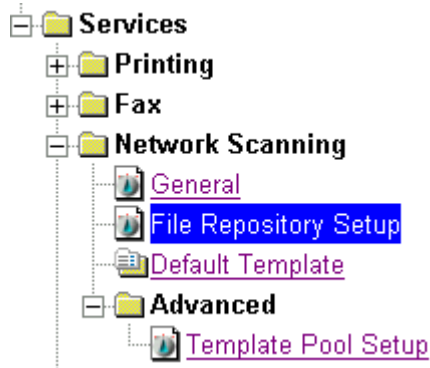 Services
Printing
Fax
Network Scanning
General
File Repository Setup
Default Template
Advanced
Template Pool Setup